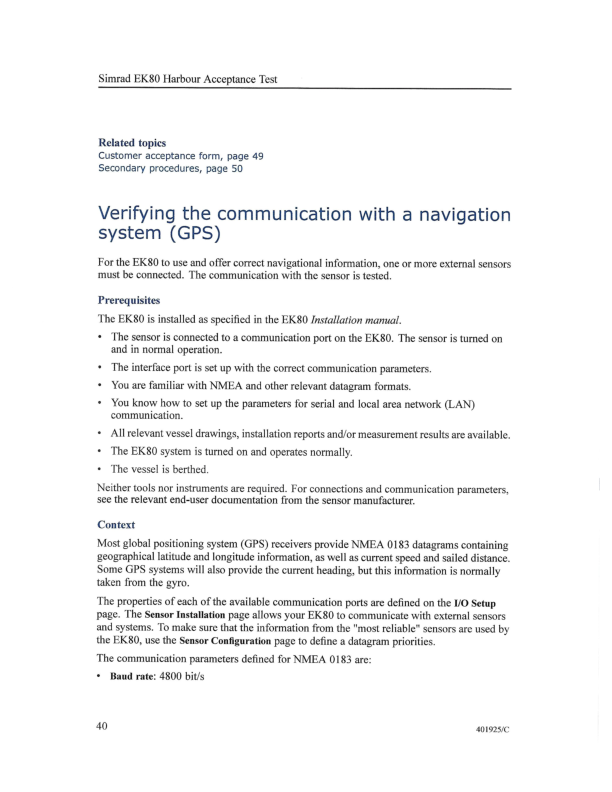 Simrad EK80 Harbour Acceptance Test
Related topics
Customer acceptance form, page 49
Secondary procedures, page 50
Verifying the communication with a navigation
system (GPS)
For the EK80 to use and offer correct navigational information, one or more external sensors
must be connected. The communication with the sensor is tested.
Prerequisites
The EK80 is installed as specified in the EK80 Installation manual.
• The sensor is connected to a communication port on the EK80. The sensor is turned on
and in normal operation.
• The interface port is set up with the correct communication parameters.
• You are familiar with NMEA and other relevant datagram formats.
• You know how to set up the parameters for serial and local area network (LAN)
communication.
• All relevant vessel drawings, installation reports and/or measurement results are available.
• The EK80 system is turned on and operates normally.
• The vessel is berthed.
Neither tools nor instruments are required. For connections and communication parameters,
see the relevant end-user documentation from the sensor manufacturer.
Context
Most global positioning system (GPS) receivers provide NMEA 0183 datagrams containing
geographical latitude and longitude information, as well as current speed and sailed distance.
Some GPS systems will also provide the current heading, but this information is normally
taken from the gyro.
The properties of each of the available communication ports are defined on the I/O Setup
page. The Sensor Installation page allows your EK80 to communicate with external sensors
and systems. To make sure that the information from the "most reliable" sensors are used by
the EK80, use the Sensor Configuration page to define a datagram priorities.
The communication parameters defined for NMEA 0183 are:
• Baud rate: 4800 bit/s
40
401925/C